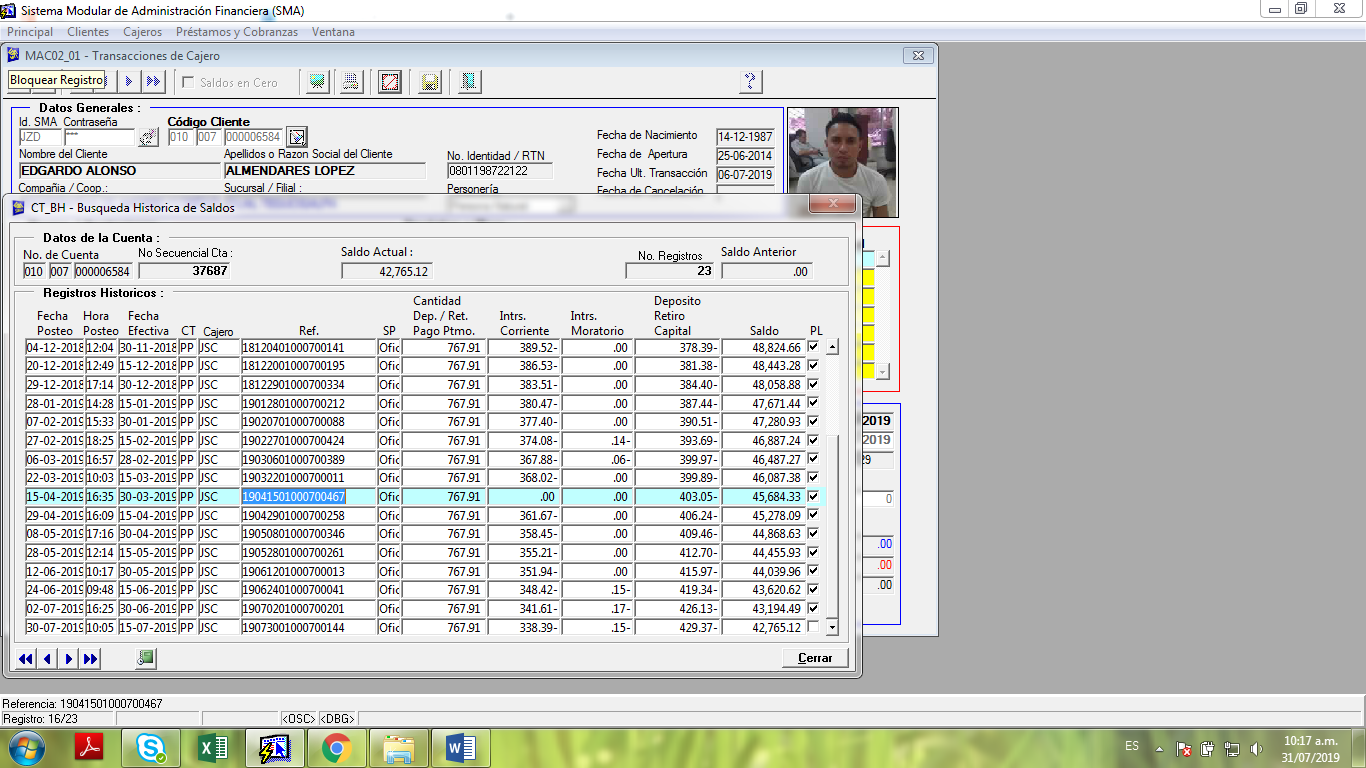 Sistema Modular de Administración Financiera (SMA)
Principal Clientes Cajeros Préstamos y Cobranzas Ventana
MAC02_01 - Transacciones de Cajero
Bloquear Registro Saldos en Cero
Datos Generales :
Id. SMA Contraseña Código Cliente
JZD *** 010 007 000006584
Nombre del Cliente Apellidos o Razon Social del Cliente No. Identidad / RTN
EDGARDO ALONSO ALMENDARES LOPEZ 0801198722122
Compañia / Coop.: Sucursal / Filial : Personería
Fecha de Nacimiento 14-12-1987
Fecha de Apertura 25-06-2014
Fecha Ult. Transacción 06-07-2019
Fecha de Cancelación
CT_BH - Busqueda Historica de Saldos
Datos de la Cuenta :
No. de Cuenta No Secuencial Cta : Saldo Actual : No. Registros Saldo Anterior
010 007 000006584 37687 42,765.12 23 .00
Registros Historicos :
Fecha Posteo Hora Posteo Fecha Efectiva CT Cajero Ref. SP Cantidad Dep. / Ret. Pago Ptmo. Intrs. Corriente Intrs. Moratorio Deposito Retiro Capital Saldo PL
04-12-2018 12:04 30-11-2018 PP JSC 18120401000700141 Ofic 767.91 389.52- .00 378.39- 48,824.66
20-12-2018 12:49 15-12-2018 PP JSC 18122001000700195 Ofic 767.91 386.53- .00 381.38- 48,443.28
29-12-2018 17:14 30-12-2018 PP JSC 18122901000700334 Ofic 767.91 383.51- .00 384.40- 48,058.88
28-01-2019 14:28 15-01-2019 PP JSC 19012801000700212 Ofic 767.91 380.47- .00 387.44- 47,671.44
07-02-2019 15:33 30-01-2019 PP JSC 19020701000700088 Ofic 767.91 377.40- .00 390.51- 47,280.93
27-02-2019 18:25 15-02-2019 PP JSC 19022701000700424 Ofic 767.91 374.08- .14- 393.69- 46,887.24
06-03-2019 16:57 28-02-2019 PP JSC 19030601000700389 Ofic 767.91 367.88- .06- 399.97- 46,487.27
22-03-2019 10:03 15-03-2019 PP JSC 19032201000700011 Ofic 767.91 368.02- .00 399.89- 46,087.38
15-04-2019 16:35 30-03-2019 PP JSC 19041501000700467 Ofic 767.91 .00 .00 403.05- 45,684.33
29-04-2019 16:09 15-04-2019 PP JSC 19042901000700258 Ofic 767.91 361.67- .00 406.24- 45,278.09
08-05-2019 17:16 30-04-2019 PP JSC 19050801000700346 Ofic 767.91 358.45- .00 409.46- 44,868.63
28-05-2019 12:14 15-05-2019 PP JSC 19052801000700261 Ofic 767.91 355.21- .00 412.70- 44,455.93
12-06-2019 10:17 30-05-2019 PP JSC 19061201000700013 Ofic 767.91 351.94- .00 415.97- 44,039.96
24-06-2019 09:48 15-06-2019 PP JSC 19062401000700041 Ofic 767.91 348.42- .15- 419.34- 43,620.62
02-07-2019 16:25 30-06-2019 PP JSC 19070201000700201 Ofic 767.91 341.61- .17- 426.13- 43,194.49
30-07-2019 10:05 15-07-2019 PP JSC 19073001000700144 Ofic 767.91 338.39- .15- 429.37- 42,765.12
2019
2019
29
0
.00
.00
.00
Cerrar
Referencia: 19041501000700467
Registro: 16/23 <OSC> <DBG>
ES 10:17 a.m.
31/07/2019